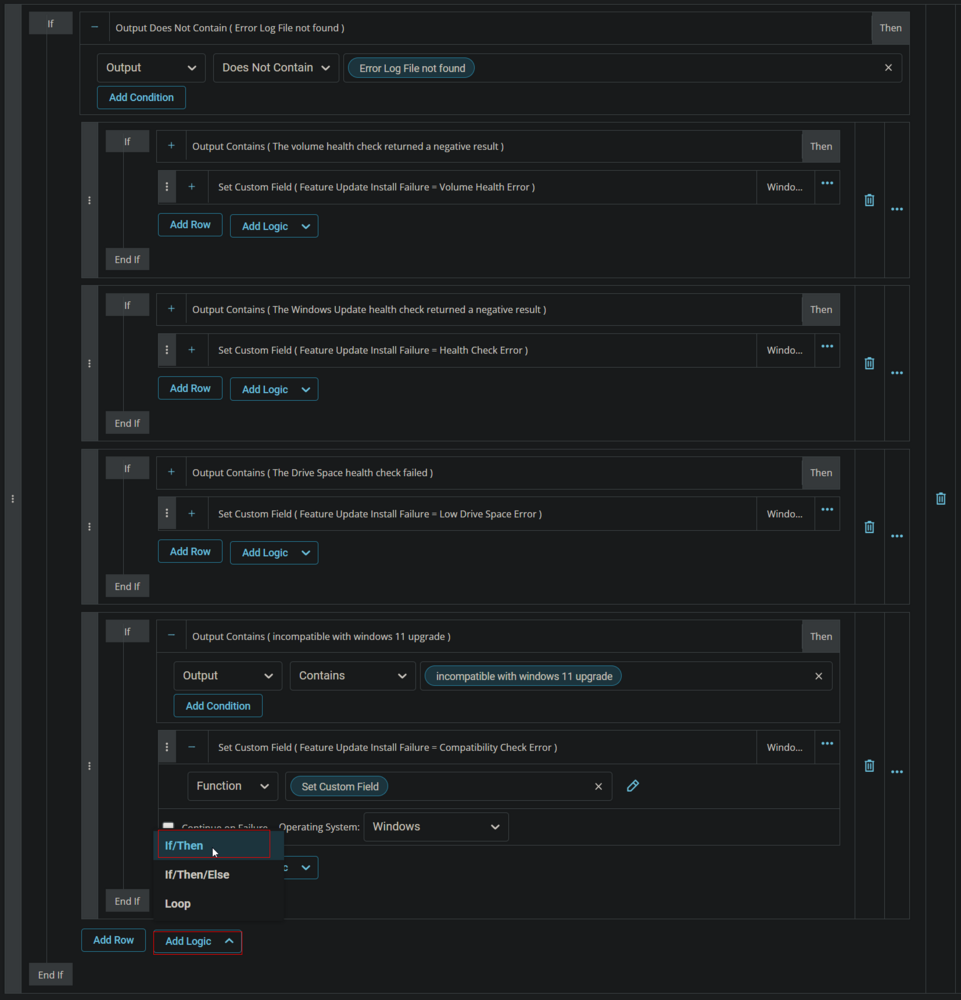 If
Output Does Not Contain ( Error Log File not found )
Then
Output
Does Not Contain
Error Log File not found
Add Condition
If
Output Contains ( The volume health check returned a negative result )
Then
Set Custom Field ( Feature Update Install Failure = Volume Health Error )
Windo...
Add Row
Add Logic
End If
If
Output Contains ( The Windows Update health check returned a negative result )
Then
Set Custom Field ( Feature Update Install Failure = Health Check Error )
Windo...
Add Row
Add Logic
End If
If
Output Contains ( The Drive Space health check failed )
Then
Set Custom Field ( Feature Update Install Failure = Low Drive Space Error )
Windo...
Add Row
Add Logic
End If
If
Output Contains ( incompatible with windows 11 upgrade )
Then
Output
Contains
incompatible with windows 11 upgrade
Add Condition
Set Custom Field ( Feature Update Install Failure = Compatibility Check Error )
Windo...
Function
Set Custom Field
Continue on Failure
Operating System:
Windows
If/Then
If/Then/Else
Loop
End If
Add Row
Add Logic
End If